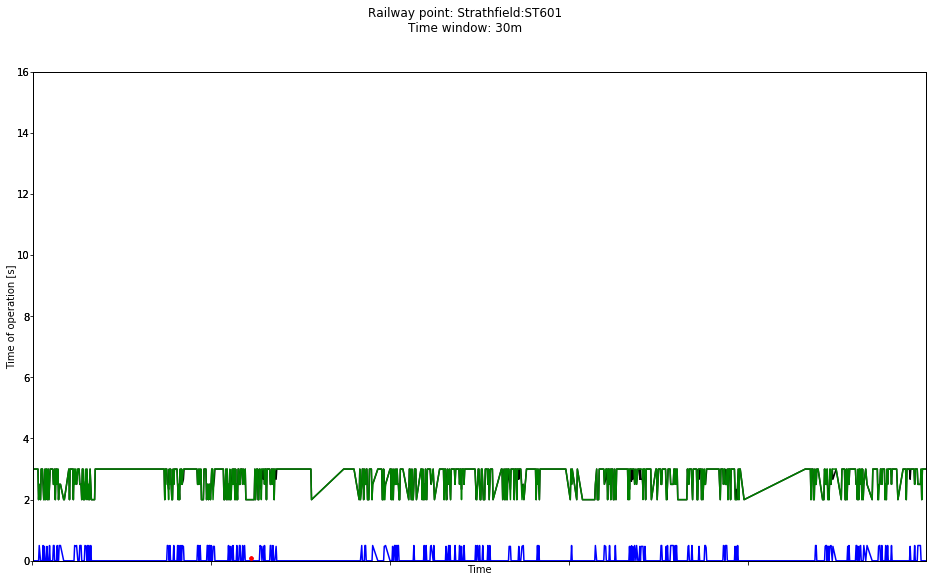 Railway point: Strathfield:ST601
Time window: 30m
16
14
12
10
8
6
4
2
0
Time of operation [s]
Time